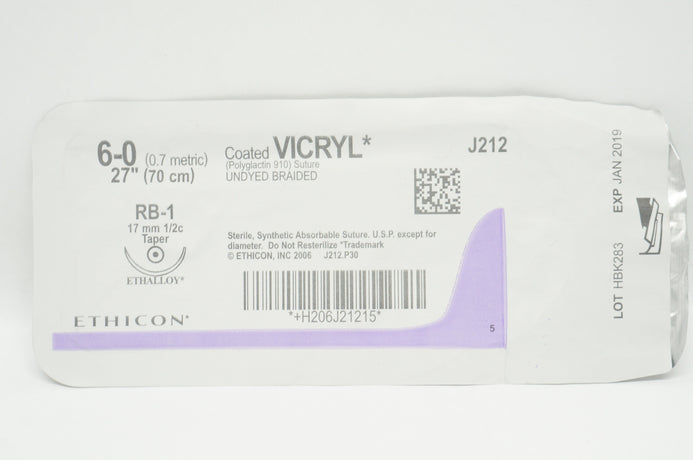 6-0 (0.7 metric)
27" (70 cm)
Coated VICRYL*
(Polyglactin 910) Suture
UNDYED BRAIDED
J212
RB-1
17 mm 1/2c
Taper
ETHALLOY*
Sterile, Synthetic Absorbable Suture. U.S.P. except for
diameter. Do Not Resterilize *Trademark
© ETHICON, INC 2006 J212.P30
*+H206J21215*
ETHICON*
5
LOT HBK283 EXP JAN 2019